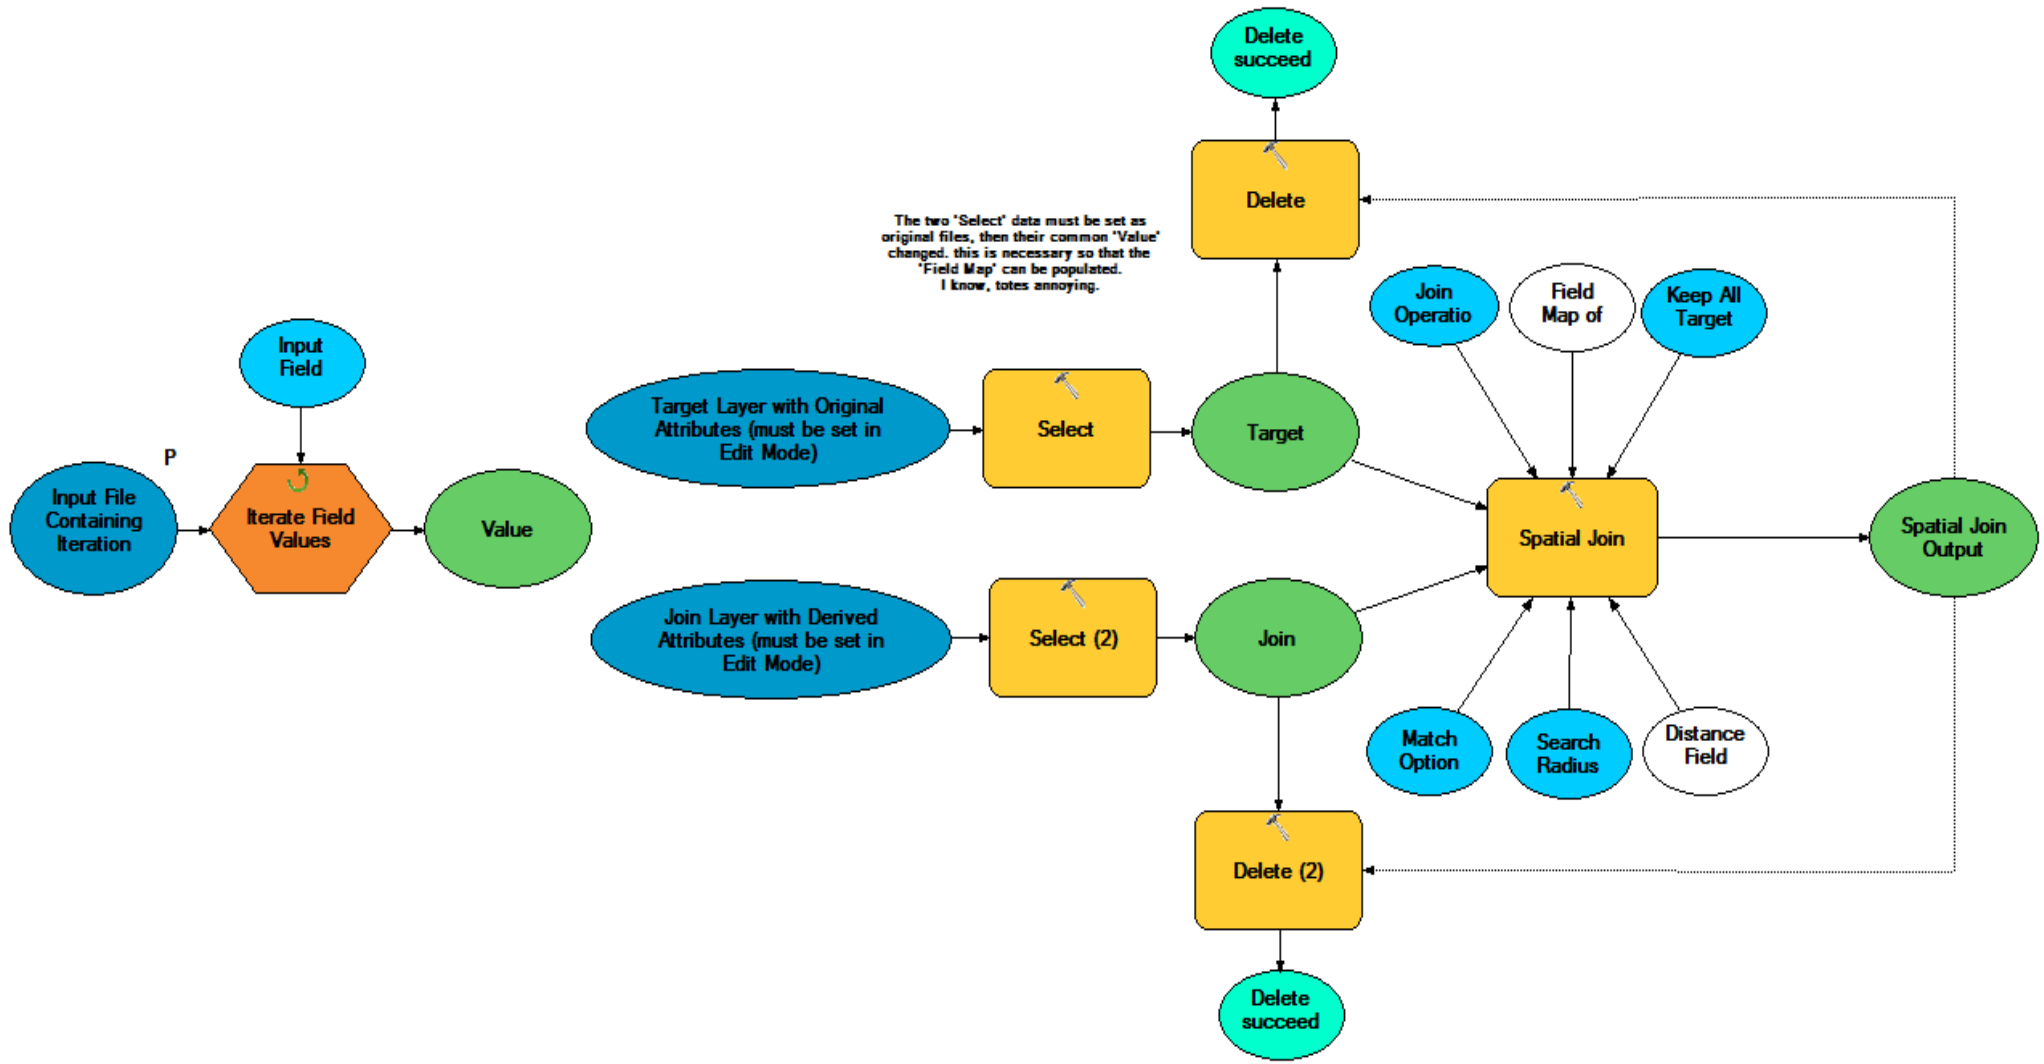 Delete
succeed
Delete
The two "Select" data must be set as
original files, then their common "Value"
changed. this is necessary so that the
"Field Map" can be populated.
I know, totes annoying.
Join
Operatio
Field
Map of
Keep All
Target
Input
Field
Target Layer with Original
Attributes (must be set in
Edit Mode)
Select
Target
P
Input File
Containing
Iteration
Iterate Field
Values
Value
Spatial Join
Spatial Join
Output
Join Layer with Derived
Attributes (must be set in
Edit Mode)
Select (2)
Join
Match
Option
Search
Radius
Distance
Field
Delete (2)
Delete
succeed